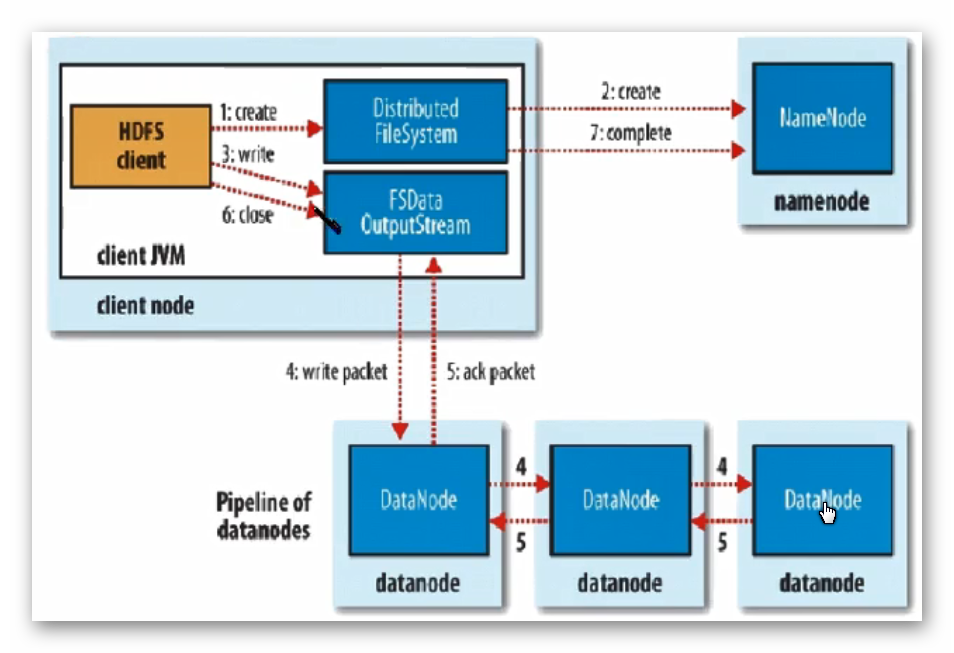 HDFS
client
1: create
3: write
6: close
Distributed
FileSystem
FSData
OutputStream
2: create
7: complete
NameNode
namenode
client JVM
client node
4: write packet
5: ack packet
Pipeline of
datanodes
DataNode
datanode
4
5
DataNode
datanode
4
5
DataNode
datanode